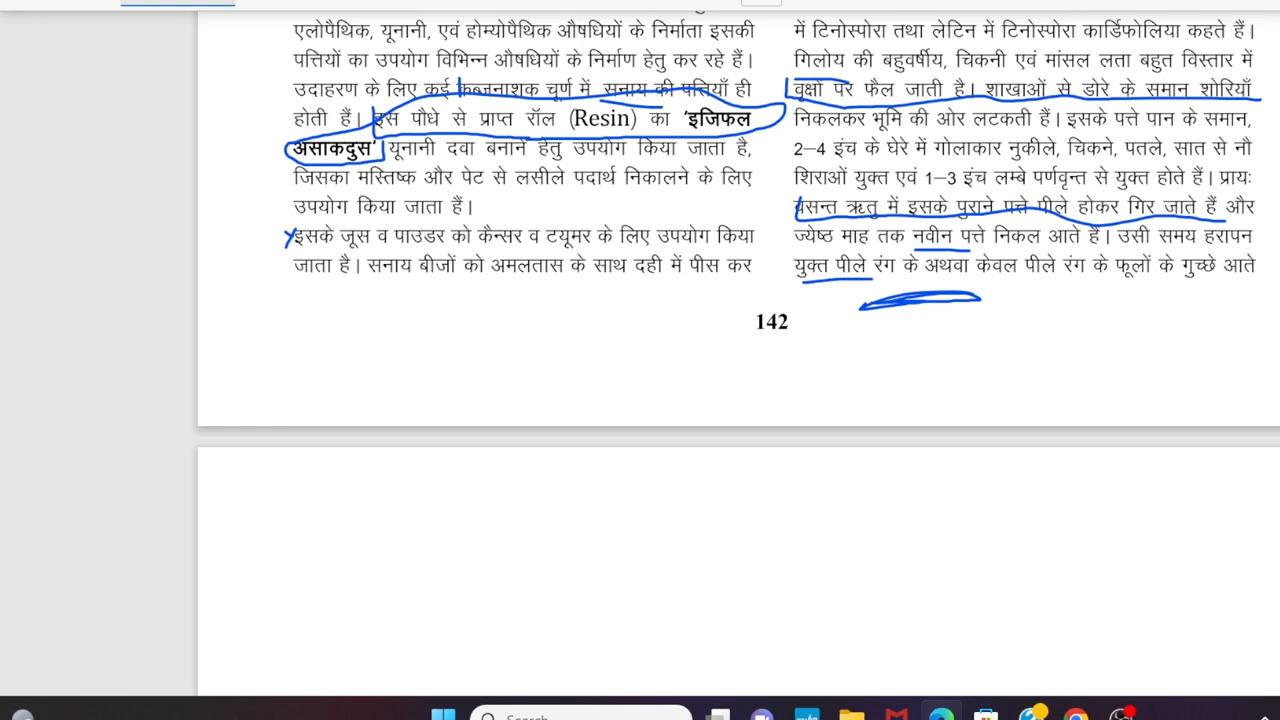 एलोपैथिक, यूनानी, एवं होम्योपैथिक औषधियों के निर्माता इसकी
पत्तियों का उपयोग विभिन्न औषधियों के निर्माण हेतु कर रहे हैं।
उदाहरण के लिए कई कब्जनाशक चूर्ण में सनाय की पत्तियाँ ही
होती हैं। इस पौधे से प्राप्त रॉल (Resin) का 'इजिफल
असाकदुस' यूनानी दवा बनाने हेतु उपयोग किया जाता है,
जिसका मस्तिष्क और पेट से लसीले पदार्थ निकालने के लिए
उपयोग किया जाता हैं।
इसके जूस व पाउडर को कैन्सर व टयूमर के लिए उपयोग किया
जाता है। सनाय बीजों को अमलतास के साथ दही में पीस कर
में टिनोस्पोरा तथा लेटिन में टिनोस्पोरा कार्डिफोलिया कहते हैं।
गिलोय की बहुवर्षीय, चिकनी एवं मांसल लता बहुत विस्तार में
वृक्षों पर फैल जाती है। शाखाओं से डोरे के समान शोरियाँ
निकलकर भूमि की ओर लटकती हैं। इसके पत्ते पान के समान,
2–4 इंच के घेरे में गोलाकार नुकीले, चिकने, पतले, सात से नौ
शिराओं युक्त एवं 1–3 इंच लम्बे पर्णवृन्त से युक्त होते हैं। प्रायः
वसन्त ऋतु में इसके पुराने पत्ते पीले होकर गिर जाते हैं और
ज्येष्ठ माह तक नवीन पत्ते निकल आते हैं। उसी समय हरापन
युक्त पीले रंग के अथवा केवल पीले रंग के फूलों के गुच्छे आते
142
Search